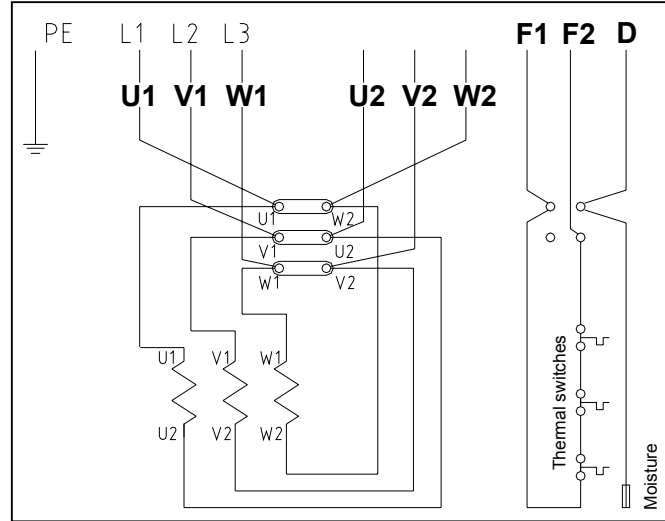 PE L1 L2 L3 F1 F2 D
U1 V1 W1 U2 V2 W2
U1 W2
V1 U2
W1 V2
U1 V1 W1
U2 V2 W2
Thermal switches
Moisture